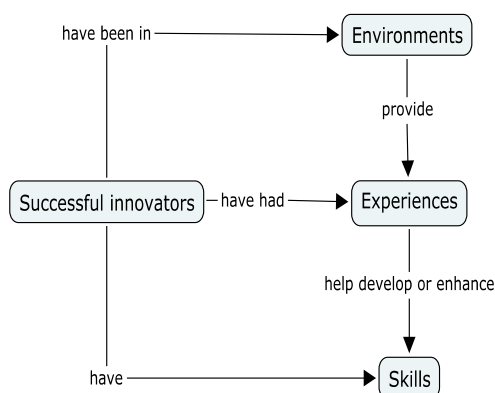 have been in
Environments
provide
Successful innovators
have had
Experiences
help develop or enhance
have
Skills